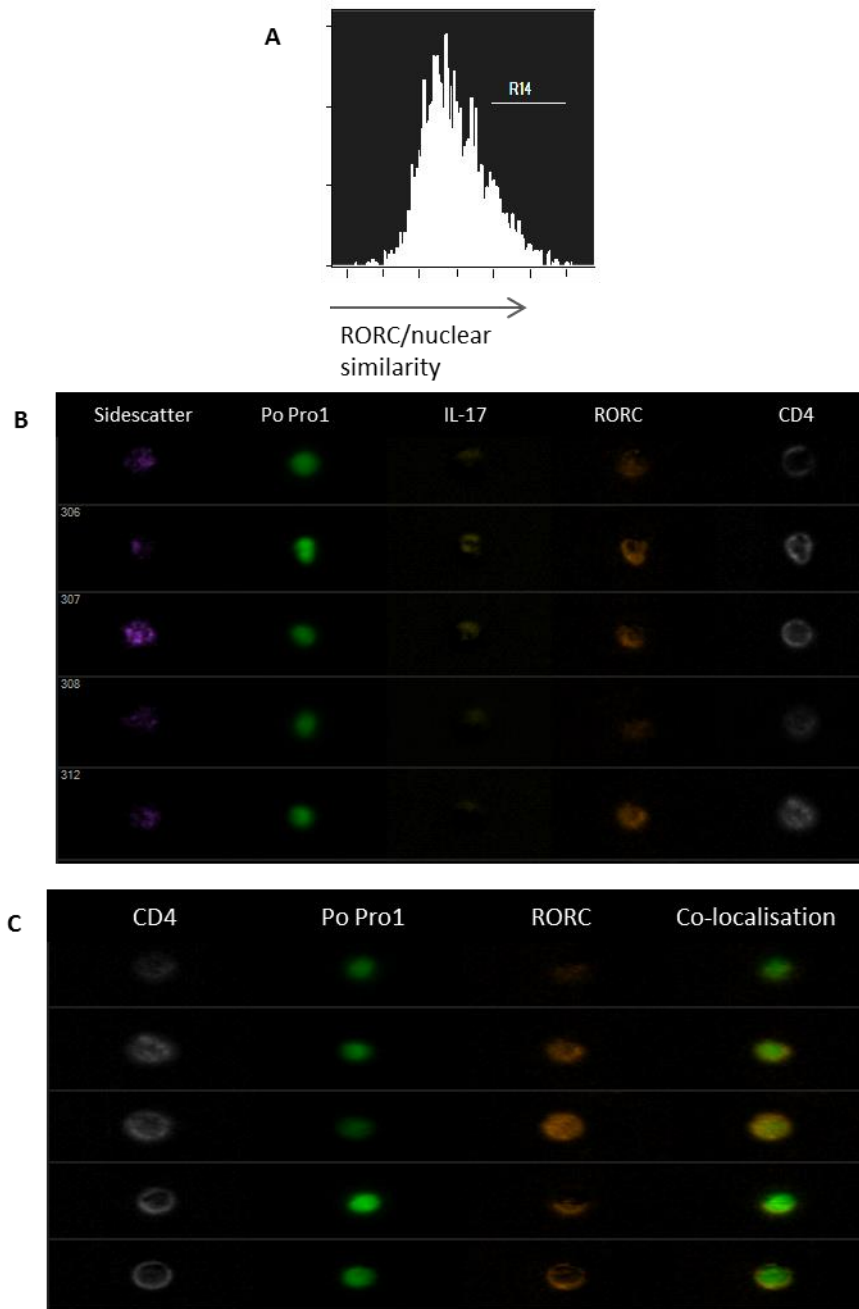 A
R14
RORC/nuclear
similarity
B
Sidescatter Po Pro1 IL-17 RORC CD4
306
307
308
312
C
CD4 Po Pro1 RORC Co-localisation